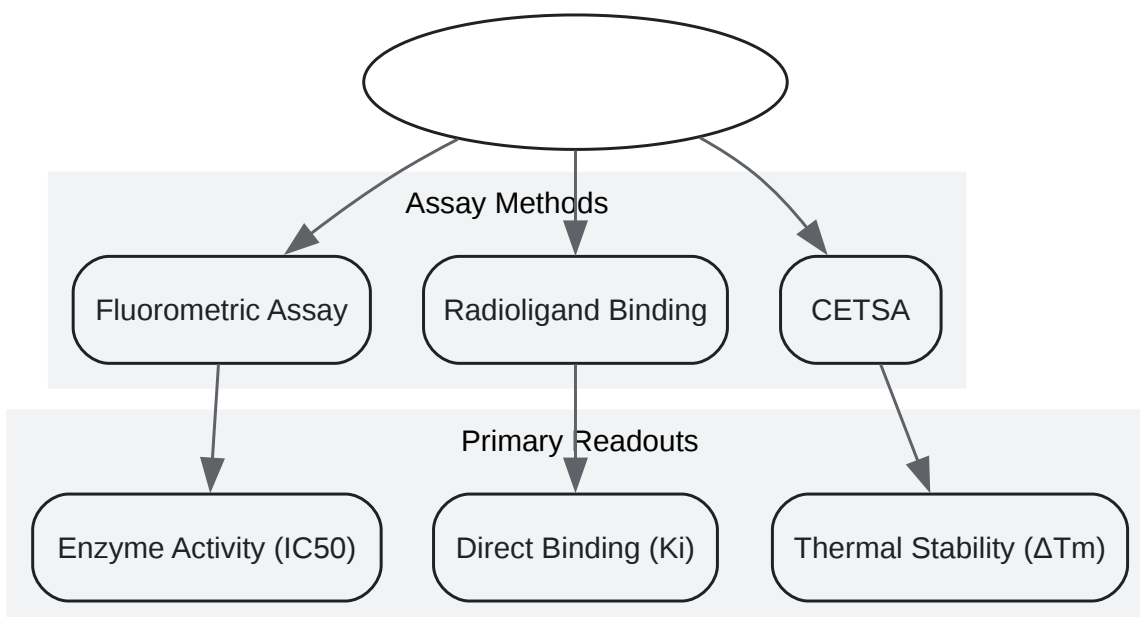 Assay Methods
Fluorometric Assay
Radioligand Binding
CETSA
Primary Readouts
Enzyme Activity (IC50)
Direct Binding (Ki)
Thermal Stability (ΔTm)